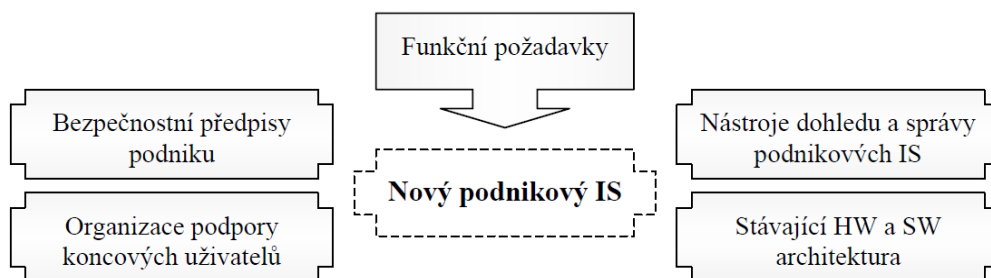 Funkční požadavky
Bezpečnostní předpisy
podniku
Organizace podpory
koncových uživatelů
Nový podnikový IS
Nástroje dohledu a správy
podnikových IS
Stávající HW a SW
architektura